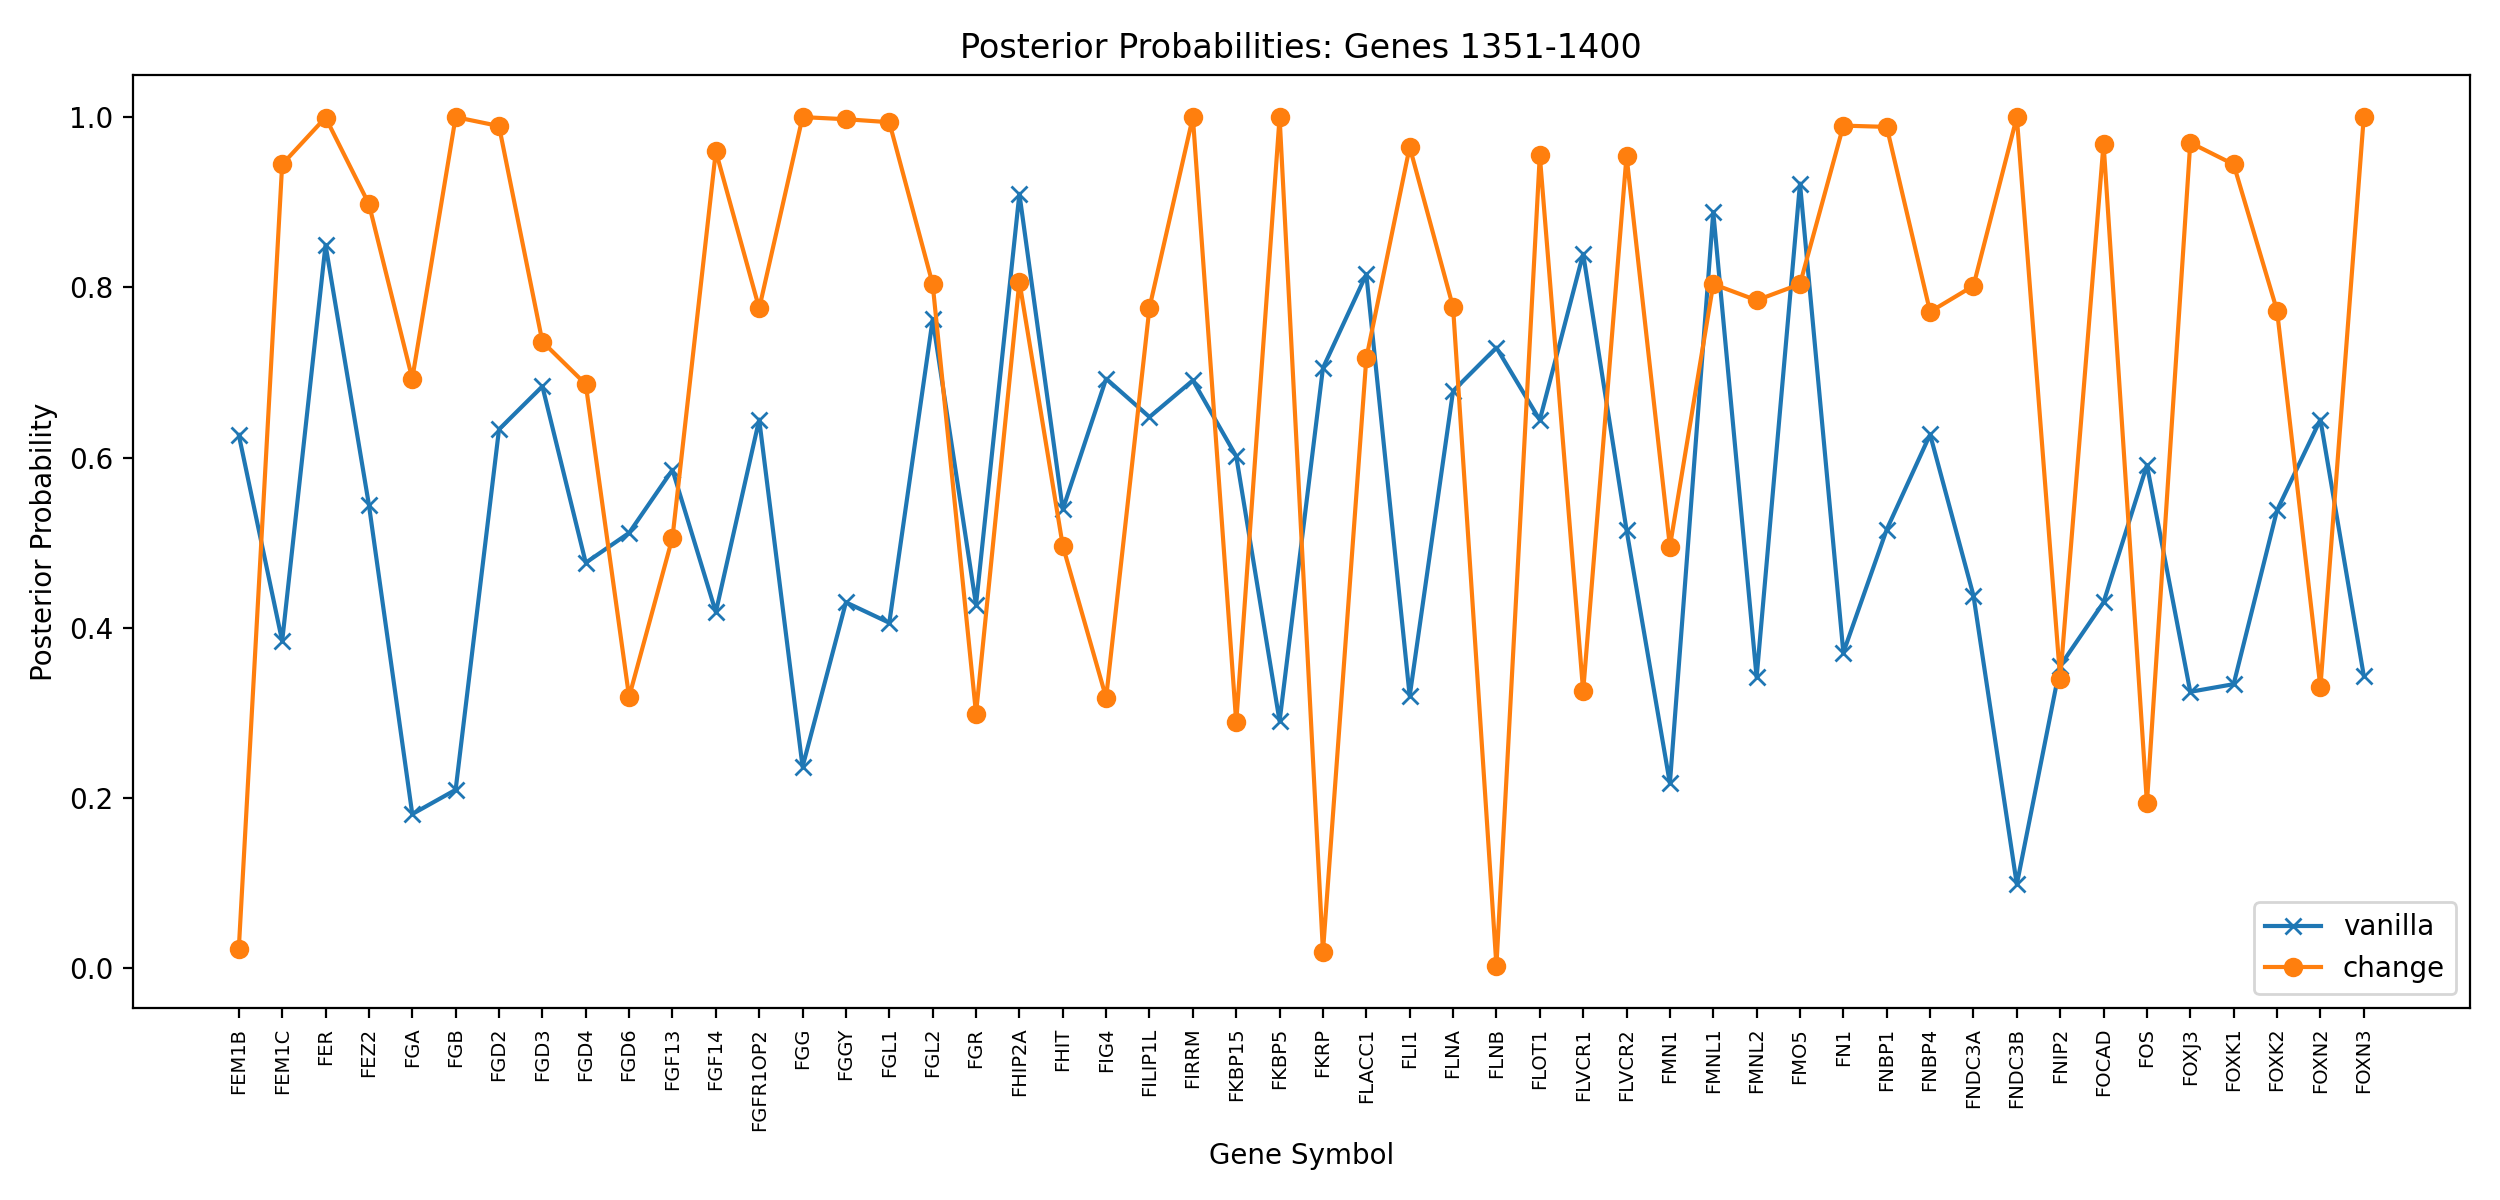 Posterior Probabilities: Genes 1351-1400
Posterior Probability
1.0
0.8
0.6
0.4
0.2
0.0
vanilla
change
FEM1B
FEM1C
FER
FEZ2
FGA
FGB
FGD2
FGD3
FGD4
FGD6
FGF13
FGF14
FGFR1OP2
FGG
FGGY
FGL1
FGL2
FGR
FHIP2A
FHIT
FIG4
FILIP1L
FIRRM
FKBP15
FKBP5
FKRP
FLACC1
FLI1
FLNA
FLNB
FLOT1
FLVCR1
FLVCR2
FMN1
FMNL1
FMNL2
FMO5
FN1
FNBP1
FNBP4
FNDC3A
FNDC3B
FNIP2
FOCAD
FOS
FOXJ3
FOXK1
FOXK2
FOXN2
FOXN3
Gene Symbol